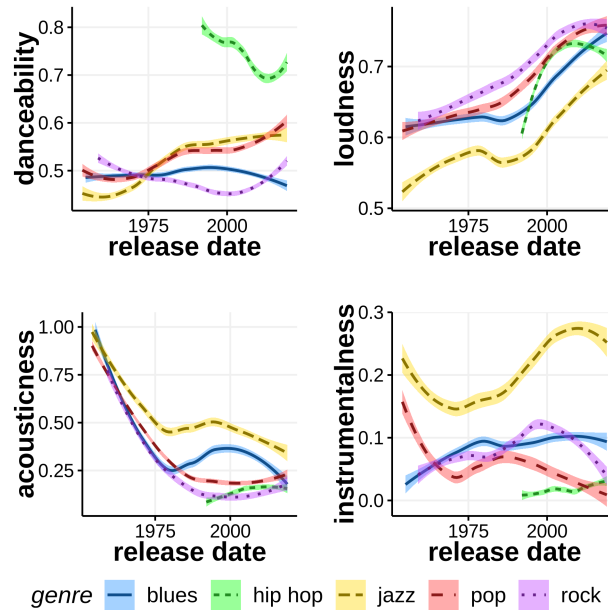 danceability
0.8
0.7
0.6
0.5
1975 2000
release date
loudness
0.7
0.6
0.5
1975 2000
release date
acousticness
1.00
0.75
0.50
0.25
1975 2000
release date
instrumentalness
0.3
0.2
0.1
0.0
1975 2000
release date
genre blues hip hop jazz pop rock